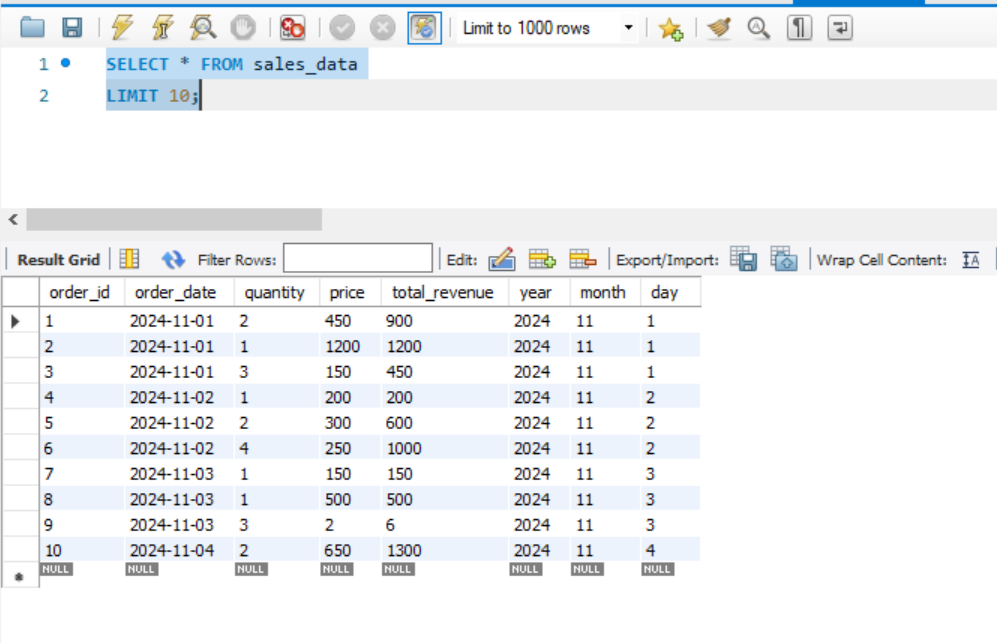 Limit to 1000 rows
1 SELECT * FROM sales_data
2 LIMIT 10;
Result Grid Filter Rows: Edit: Export/Import: Wrap Cell Content:
order_id order_date quantity price total_revenue year month day
1 2024-11-01 2 450 900 2024 11 1
2 2024-11-01 1 1200 1200 2024 11 1
3 2024-11-01 3 150 450 2024 11 1
4 2024-11-02 1 200 200 2024 11 2
5 2024-11-02 2 300 600 2024 11 2
6 2024-11-02 4 250 1000 2024 11 2
7 2024-11-03 1 150 150 2024 11 3
8 2024-11-03 1 500 500 2024 11 3
9 2024-11-03 3 2 6 2024 11 3
10 2024-11-04 2 650 1300 2024 11 4
NULL NULL NULL NULL NULL NULL NULL NULL